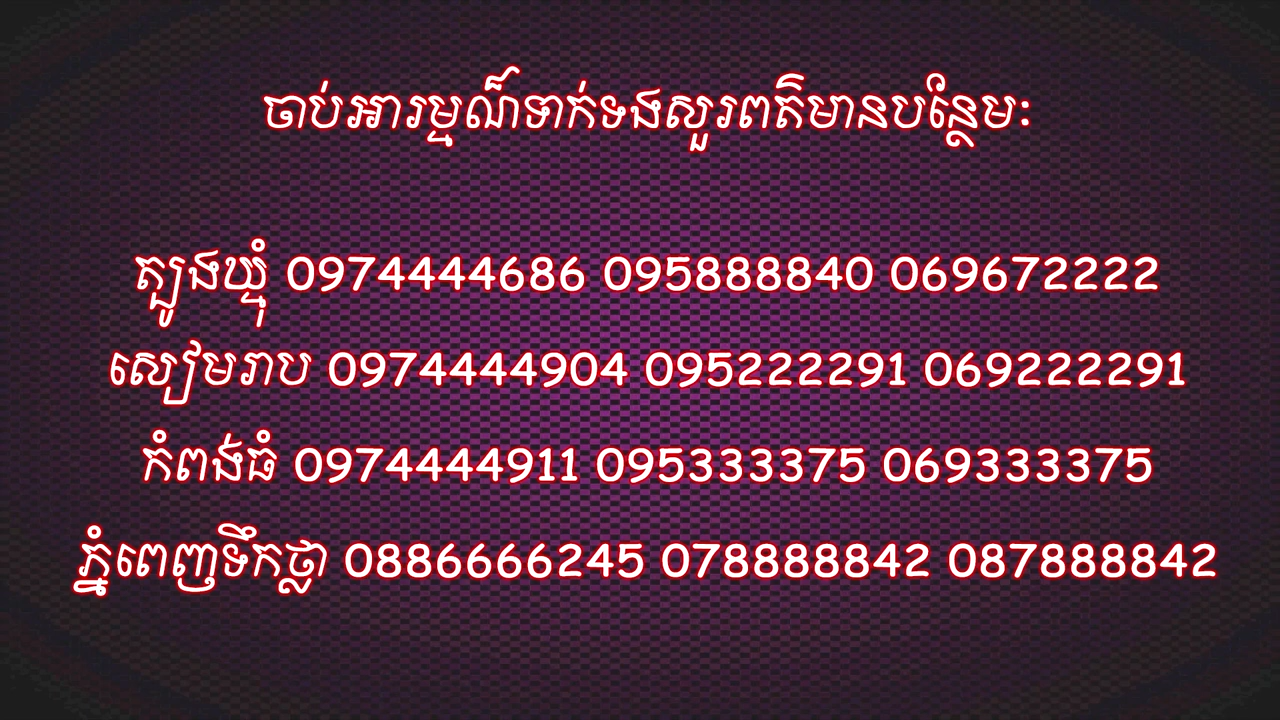 ចាប់អារម្មណ៍ទាក់ទងសួរពត៌មានបន្ថែម:
ត្បូងឃ្មុំ 0974444686 095888840 069672222
សៀមរាប 0974444904 095222291 069222291
កំពង់ធំ 0974444911 095333375 069333375
ភ្នំពេញទឹកថ្លា 0886666245 078888842 087888842